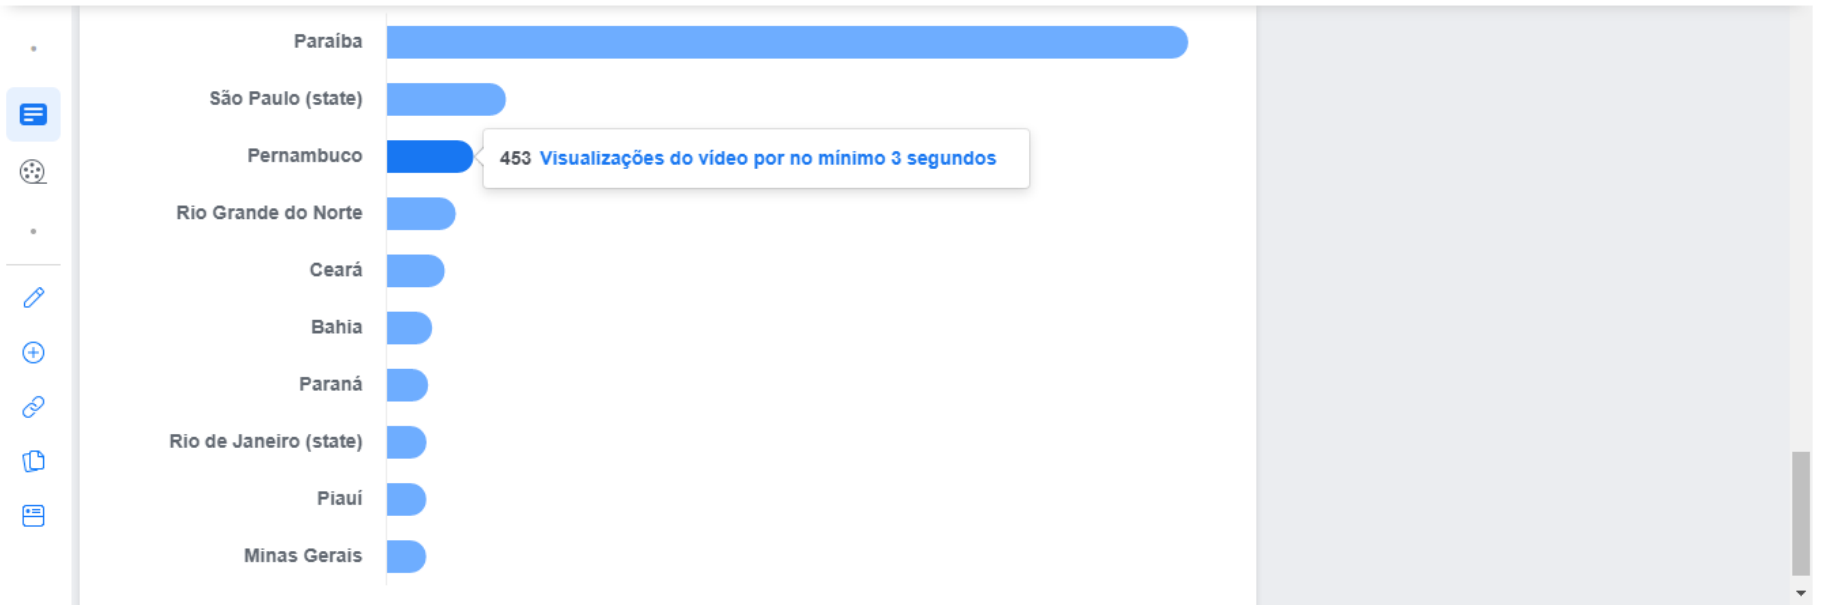 Paraíba
São Paulo (state)
Pernambuco
453 Visualizações do vídeo por no mínimo 3 segundos
Rio Grande do Norte
Ceará
Bahia
Paraná
Rio de Janeiro (state)
Piauí
Minas Gerais